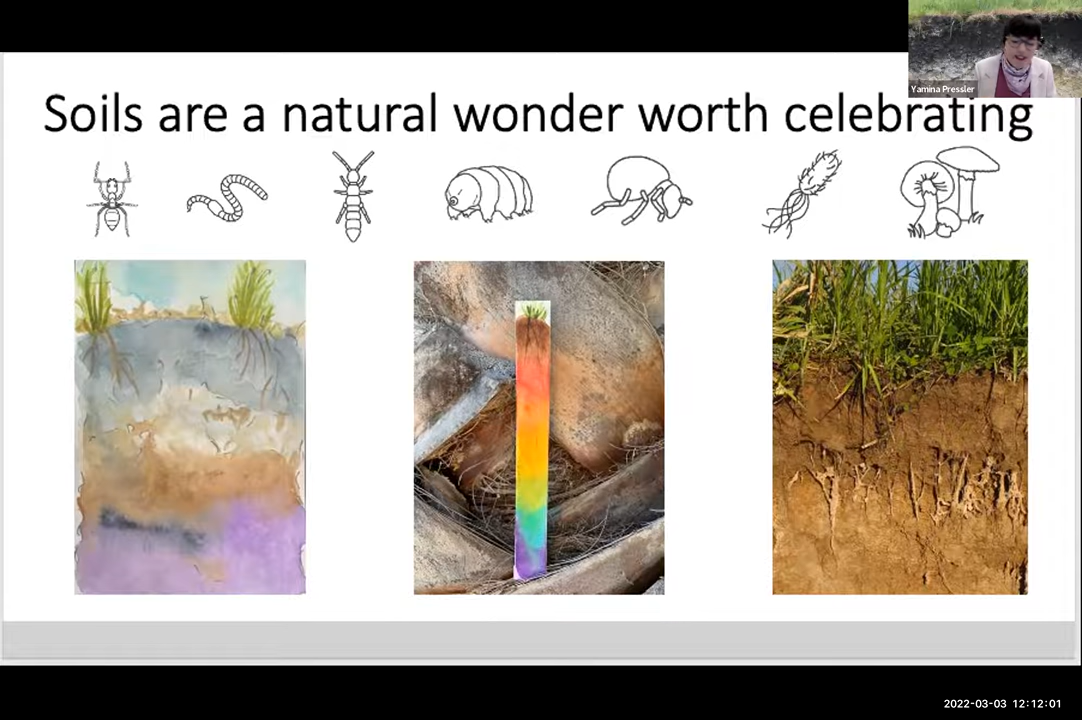 Yamina Pressler
Soils are a natural wonder worth celebrating
2022-03-03 12:12:01